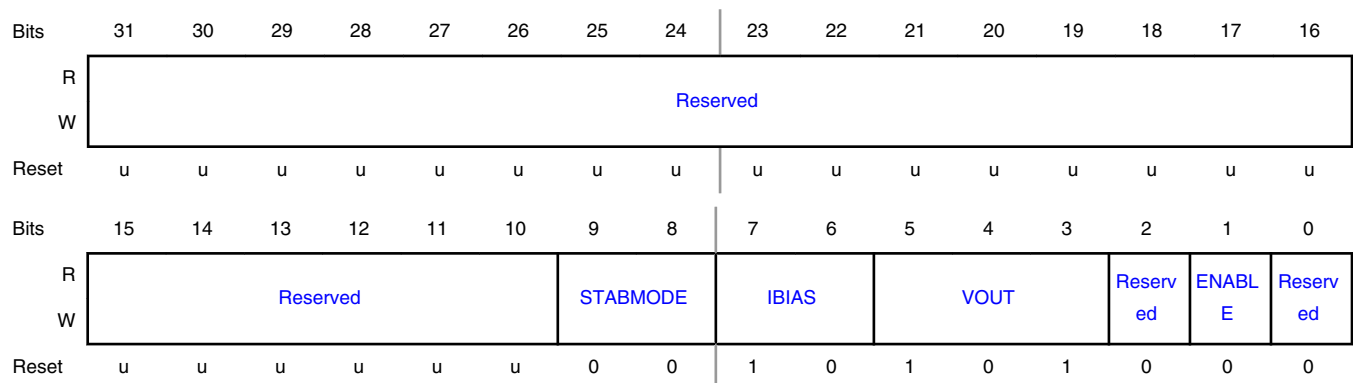 Bits 31 30 29 28 27 26 25 24 23 22 21 20 19 18 17 16
R
Reserved
W
Reset u u u u u u u u u u u u u u u u
Bits 15 14 13 12 11 10 9 8 7 6 5 4 3 2 1 0
R
Reserved STABMODE IBIAS VOUT Reserv ENABL Reserv
ed E ed
W
Reset u u u u u u 0 0 1 0 1 0 1 0 0 0